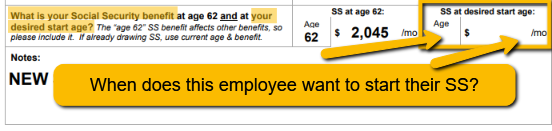 What is your Social Security benefit at age 62 and at your
desired start age? The "age 62" SS benefit affects other benefits, so
please include it. If already drawing SS, use current age & benefit.
SS at age 62:
Age
62 $ 2,045 /mo
SS at desired start age:
Age $ /mo
Notes:
NEW
When does this employee want to start their SS?